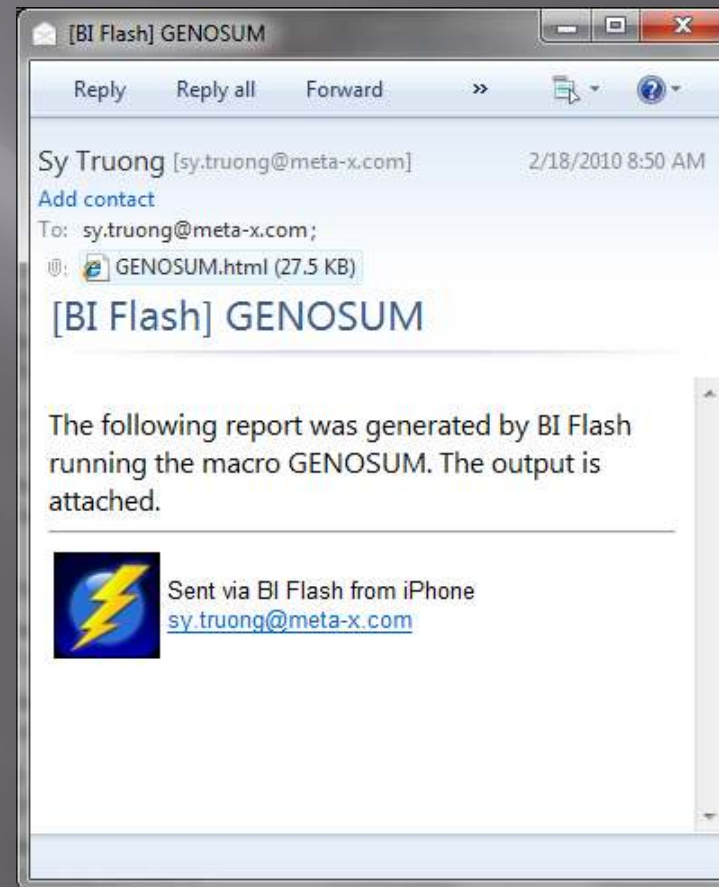 [BI Flash] GENOSUM
Reply Reply all Forward »
Sy Truong [sy.truong@meta-x.com] 2/18/2010 8:50 AM
Add contact
To: sy.truong@meta-x.com;
GENOSUM.html (27.5 KB)
[BI Flash] GENOSUM
The following report was generated by BI Flash
running the macro GENOSUM. The output is
attached.
Sent via BI Flash from iPhone
sy.truong@meta-x.com